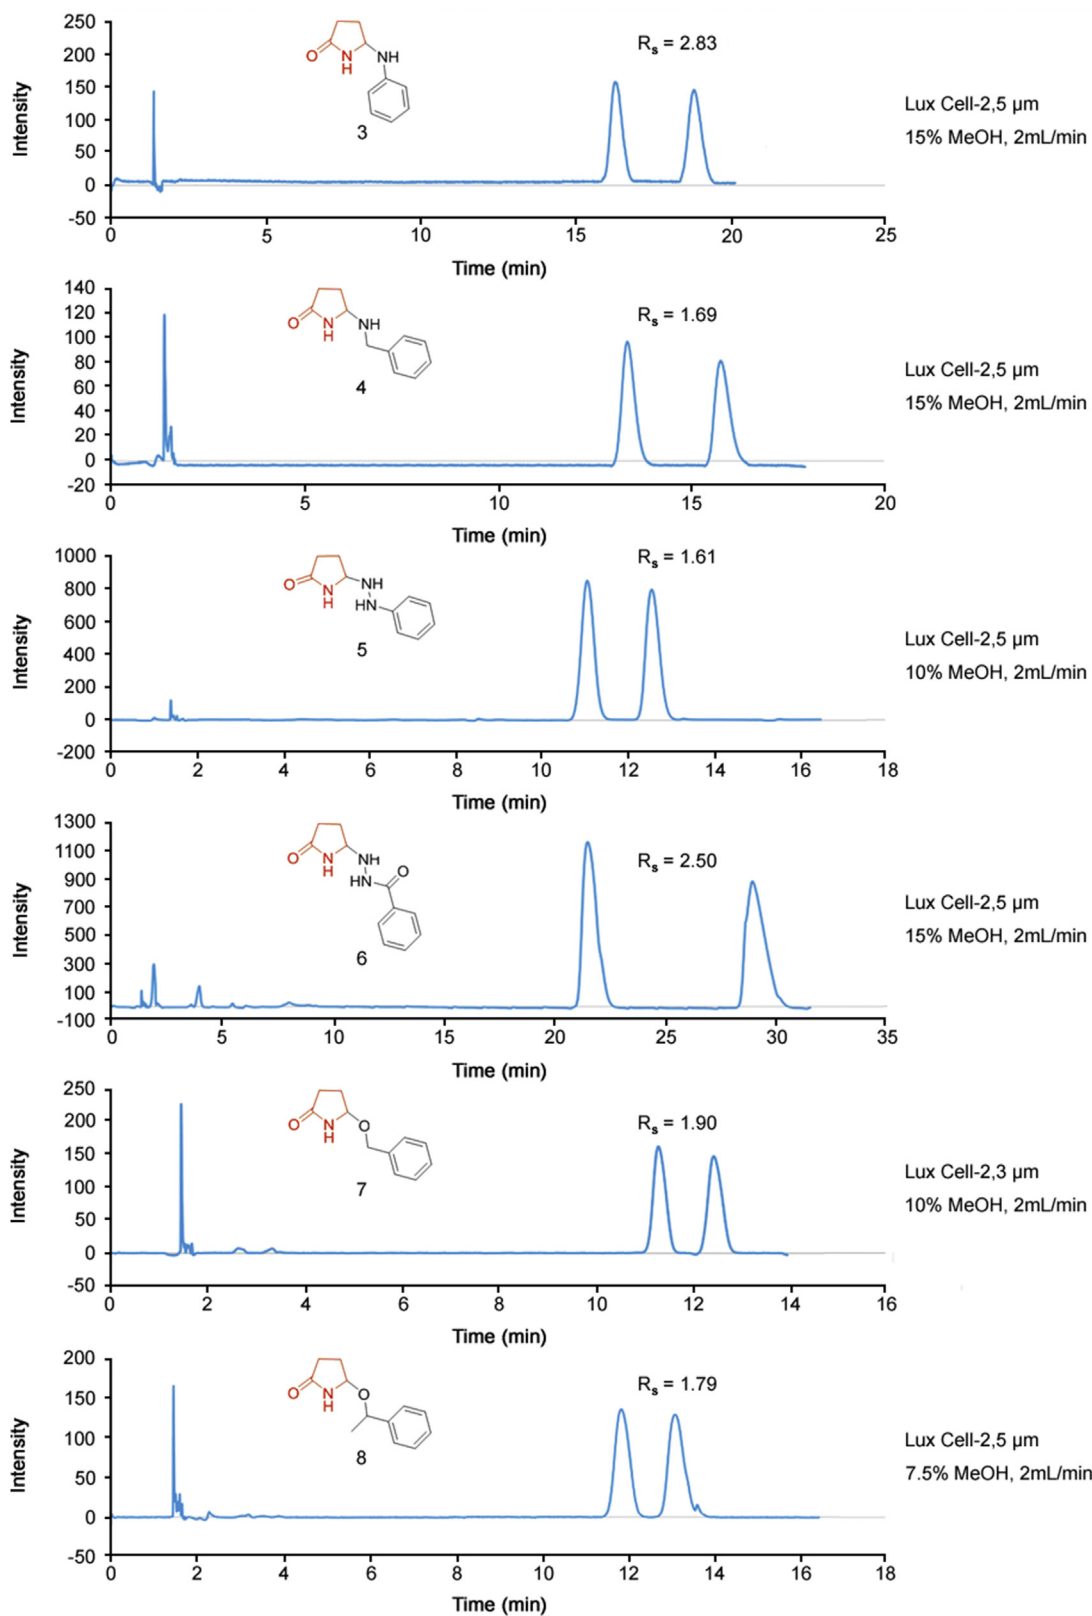 250
200
150
100
50
0
-50
Intensity
O
N
H
NH
3
Rs = 2.83
Lux Cell-2,5 µm
15% MeOH, 2mL/min
0 5 10 15 20 25
Time (min)
140
120
100
80
60
40
20
0
-20
Intensity
O
N
H
NH
4
Rs = 1.69
Lux Cell-2,5 µm
15% MeOH, 2mL/min
0 5 10 15 20
Time (min)
1000
800
600
400
200
0
-200
Intensity
O
N
H
NH
HN
5
Rs = 1.61
Lux Cell-2,5 µm
10% MeOH, 2mL/min
0 2 4 6 8 10 12 14 16 18
Time (min)
1300
1100
900
700
500
300
100
-100
Intensity
O
N
H
NH
HN
O
6
Rs = 2.50
Lux Cell-2,5 µm
15% MeOH, 2mL/min
0 5 10 15 20 25 30 35
Time (min)
250
200
150
100
50
0
-50
Intensity
O
N
H
O
7
Rs = 1.90
Lux Cell-2,3 µm
10% MeOH, 2mL/min
0 2 4 6 8 10 12 14 16
Time (min)
200
150
100
50
0
-50
Intensity
O
N
H
O
8
Rs = 1.79
Lux Cell-2,5 µm
7.5% MeOH, 2mL/min
0 2 4 6 8 10 12 14 16 18
Time (min)